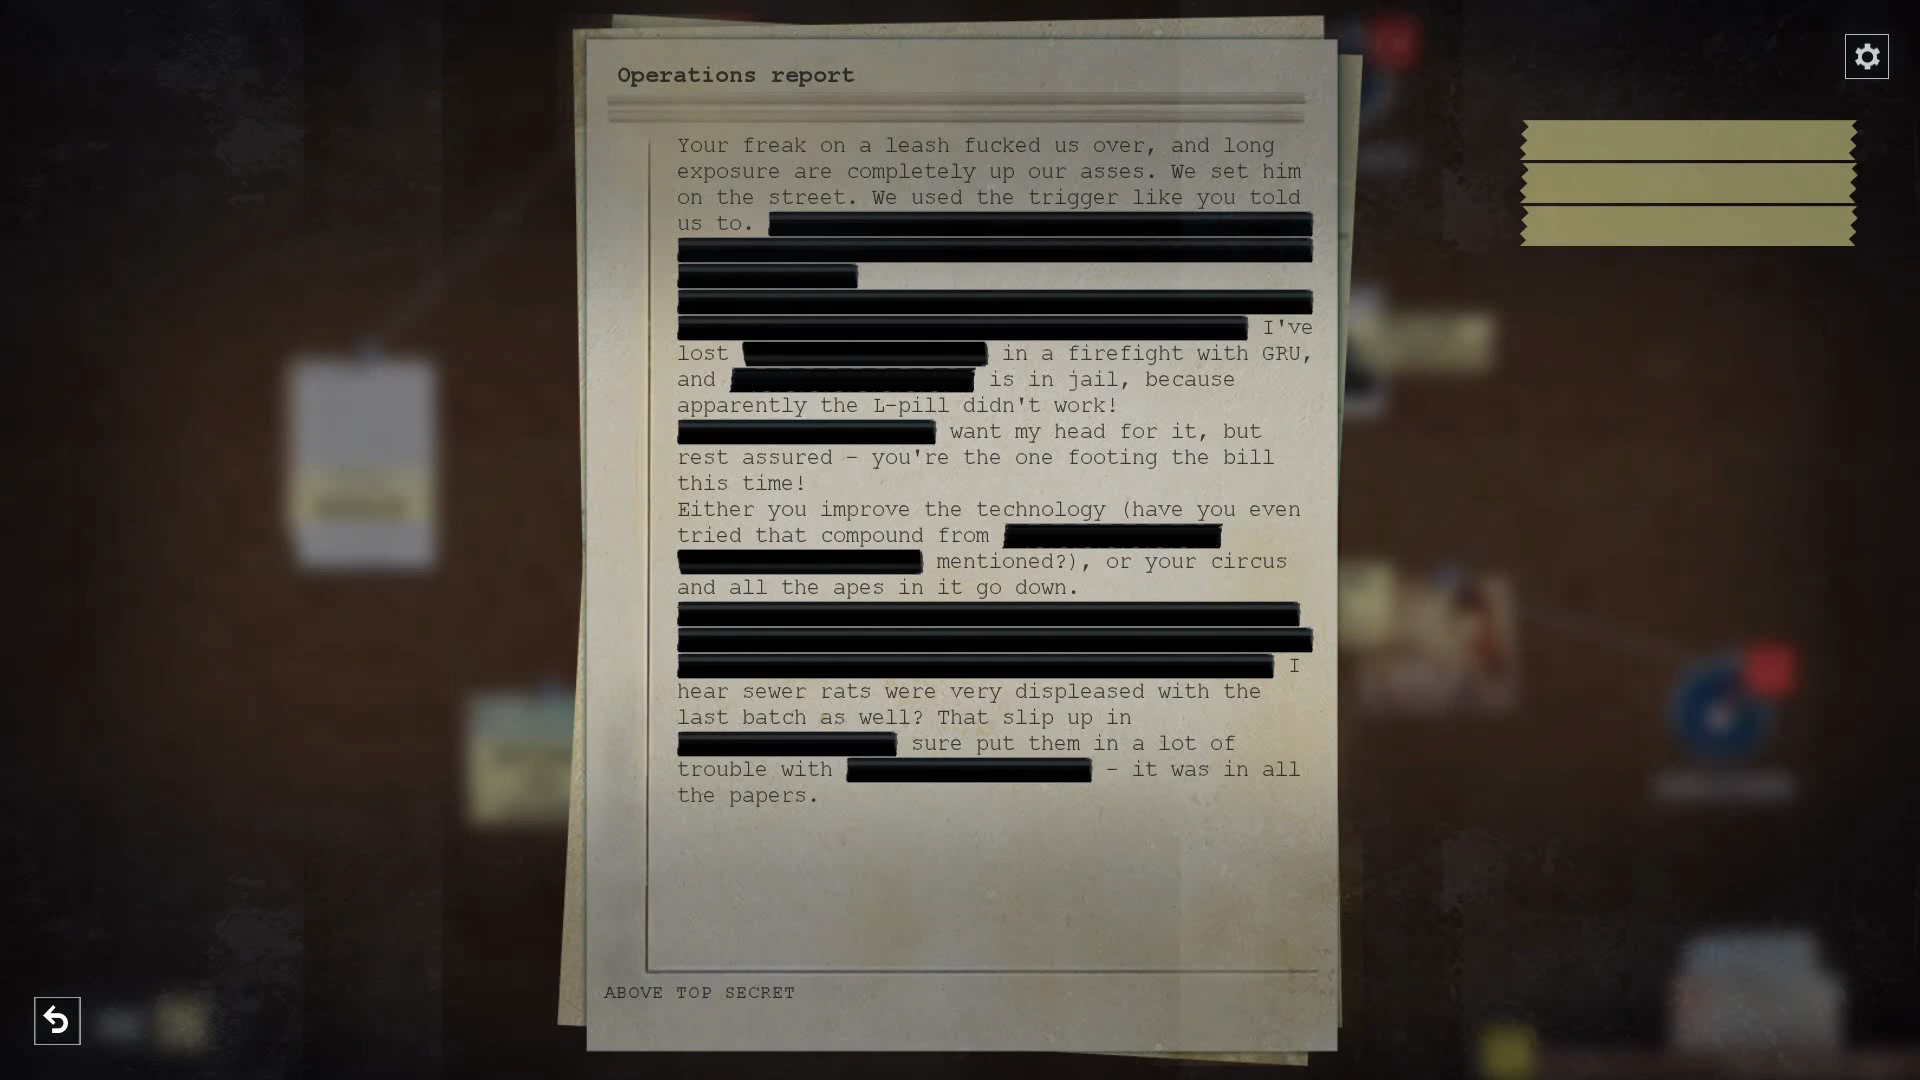 Operations report
Your freak on a leash fucked us over, and long
exposure are completely up our asses. We set him
on the street. We used the trigger like you told
us to.
I've
lost in a firefight with GRU,
and is in jail, because
apparently the L-pill didn't work!
want my head for it, but
rest assured – you're the one footing the bill
this time!
Either you improve the technology (have you even
tried that compound from
mentioned?), or your circus
and all the apes in it go down.
I
hear sewer rats were very displeased with the
last batch as well? That slip up in
sure put them in a lot of
trouble with – it was in all
the papers.
ABOVE TOP SECRET